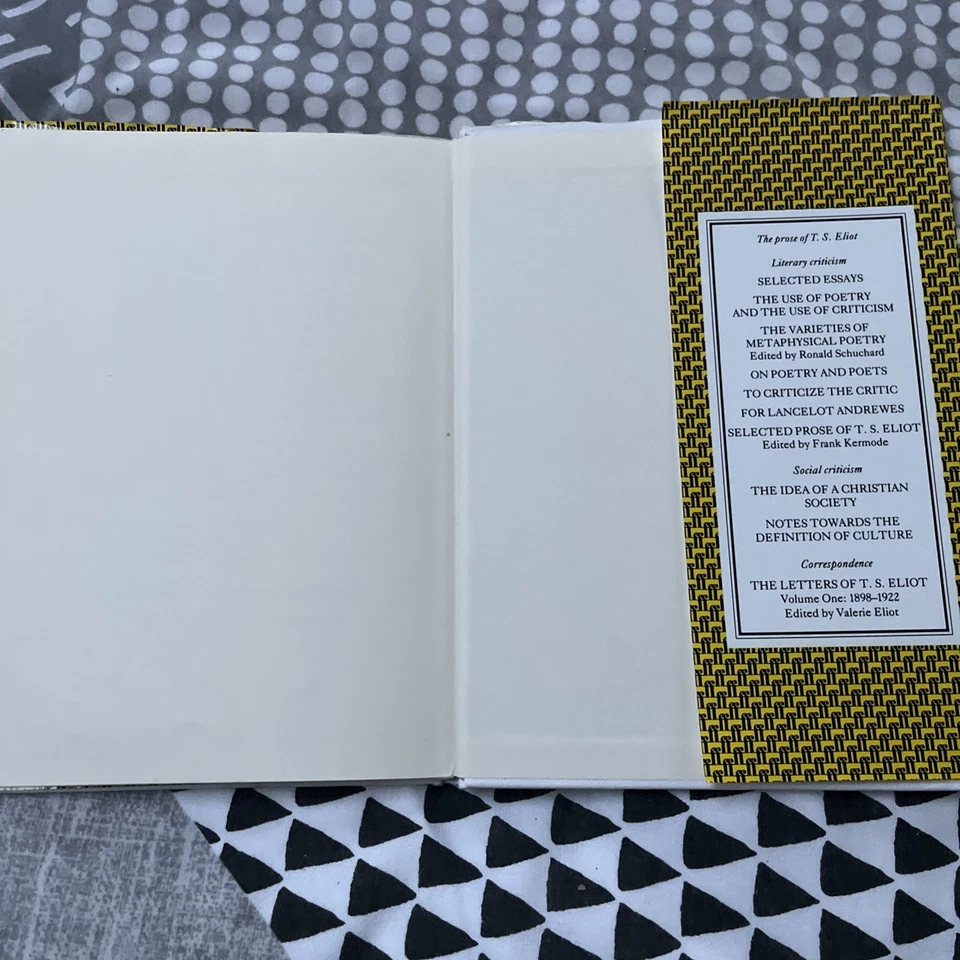 The prose of T. S. Eliot
Literary criticism
SELECTED ESSAYS
THE USE OF POETRY
AND THE USE OF CRITICISM
THE VARIETIES OF
METAPHYSICAL POETRY
Edited by Ronald Schuchard
ON POETRY AND POETS
TO CRITICIZE THE CRITIC
FOR LANCELOT ANDREWES
SELECTED PROSE OF T. S. ELIOT
Edited by Frank Kermode
Social criticism
THE IDEA OF A CHRISTIAN
SOCIETY
NOTES TOWARDS THE
DEFINITION OF CULTURE
Correspondence
THE LETTERS OF T. S. ELIOT
Volume One: 1898–1922
Edited by Valerie Eliot